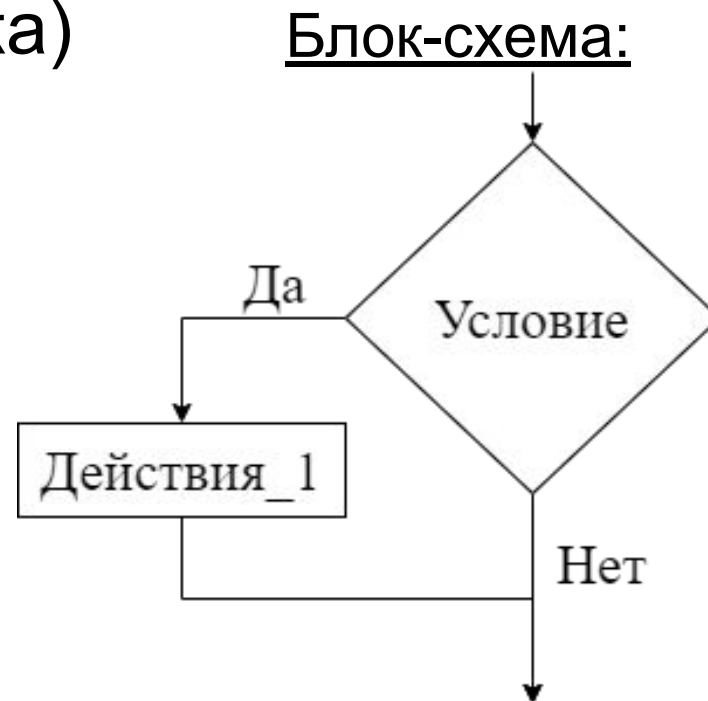 ка)
Блок-схема:
Да
Условие
Действия_1
Нет